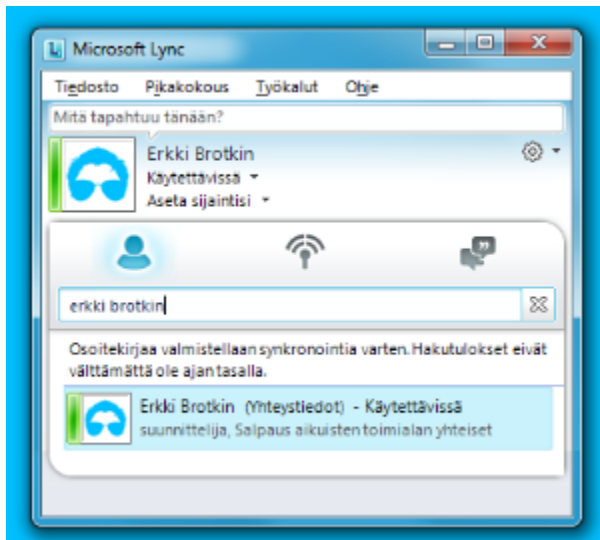 Microsoft Lync
Tiedosto Pikakokous Työkalut Ohje
Mitä tapahtuu tänään?
Erkki Brotkin
Käytettävissä
Aseta sijaintisi
erkki brotkin
Osoitekirjaa valmistellaan synkronointia varten. Hakutulokset eivät
välttämättä ole ajan tasalla.
Erkki Brotkin (Yhteystiedot) - Käytettävissä
suunnittelija, Salpaus aikuisten toimialan yhteiset